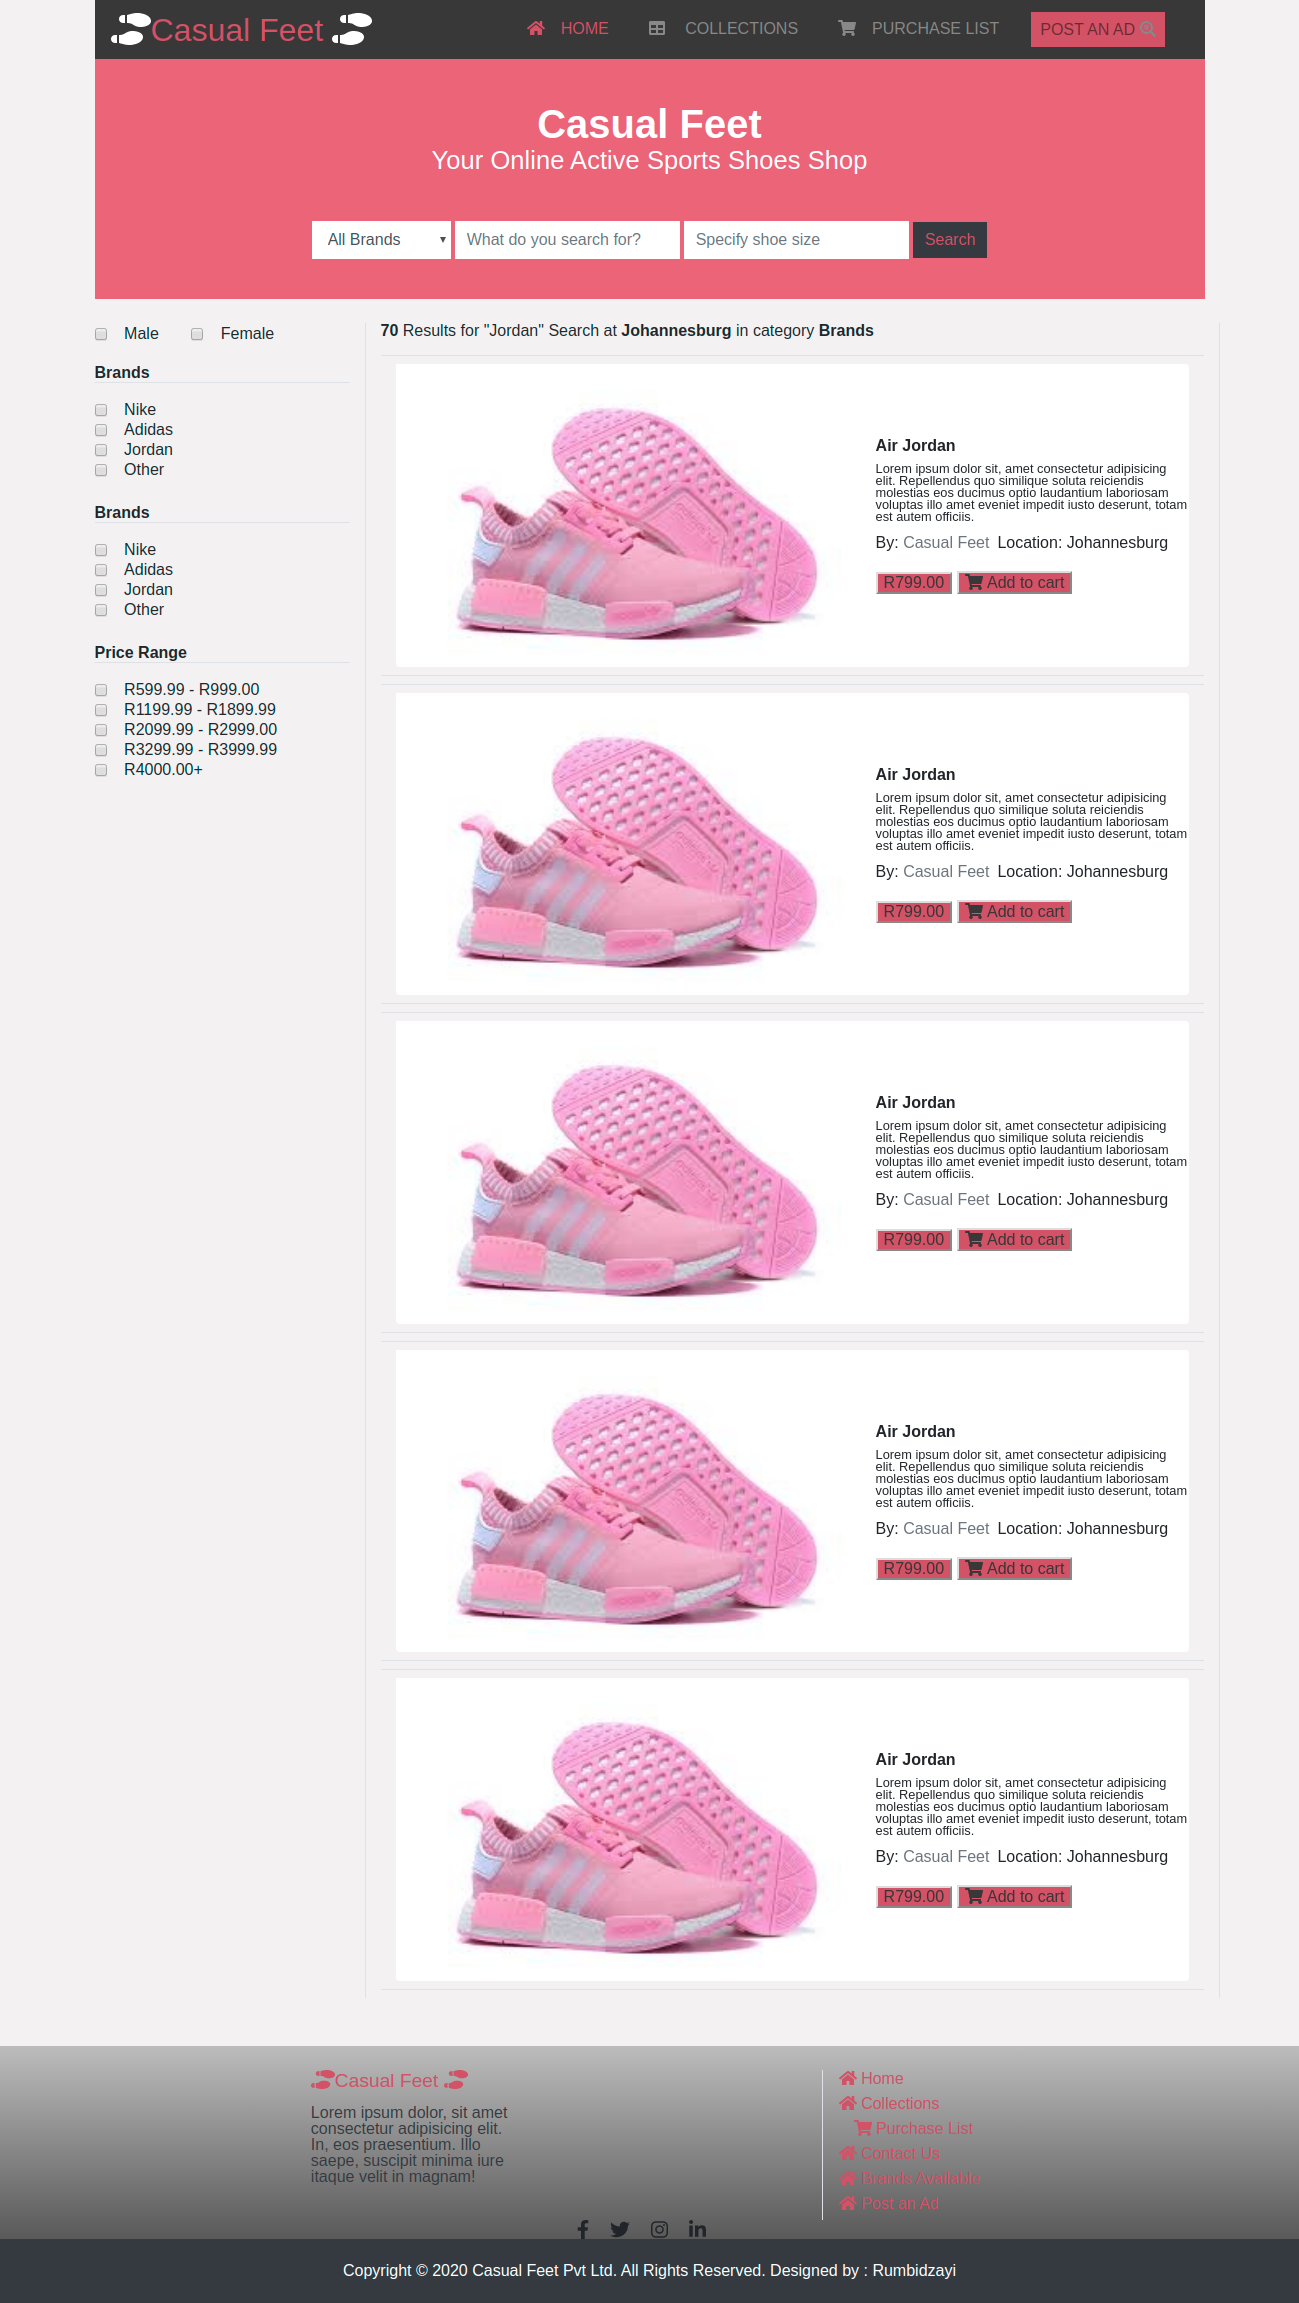 Casual Feet
HOME
COLLECTIONS
PURCHASE LIST
POST AN AD
Casual Feet
Your Online Active Sports Shoes Shop
All Brands
What do you search for?
Specify shoe size
Search
Male
Female
Brands
Nike
Adidas
Jordan
Other
Brands
Nike
Adidas
Jordan
Other
Price Range
R599.99 - R999.00
R1199.99 - R1899.99
R2099.99 - R2999.00
R3299.99 - R3999.99
R4000.00+
70 Results for "Jordan" Search at Johannesburg in category Brands
Air Jordan
Lorem ipsum dolor sit, amet consectetur adipisicing
elit. Repellendus quo similique soluta reiciendis
molestias eos ducimus optio laudantium laboriosam
voluptas illo amet eveniet impedit iusto deserunt, totam
est autem officiis.
By: Casual Feet Location: Johannesburg
R799.00
Add to cart
Air Jordan
Lorem ipsum dolor sit, amet consectetur adipisicing
elit. Repellendus quo similique soluta reiciendis
molestias eos ducimus optio laudantium laboriosam
voluptas illo amet eveniet impedit iusto deserunt, totam
est autem officiis.
By: Casual Feet Location: Johannesburg
R799.00
Add to cart
Air Jordan
Lorem ipsum dolor sit, amet consectetur adipisicing
elit. Repellendus quo similique soluta reiciendis
molestias eos ducimus optio laudantium laboriosam
voluptas illo amet eveniet impedit iusto deserunt, totam
est autem officiis.
By: Casual Feet Location: Johannesburg
R799.00
Add to cart
Air Jordan
Lorem ipsum dolor sit, amet consectetur adipisicing
elit. Repellendus quo similique soluta reiciendis
molestias eos ducimus optio laudantium laboriosam
voluptas illo amet eveniet impedit iusto deserunt, totam
est autem officiis.
By: Casual Feet Location: Johannesburg
R799.00
Add to cart
Air Jordan
Lorem ipsum dolor sit, amet consectetur adipisicing
elit. Repellendus quo similique soluta reiciendis
molestias eos ducimus optio laudantium laboriosam
voluptas illo amet eveniet impedit iusto deserunt, totam
est autem officiis.
By: Casual Feet Location: Johannesburg
R799.00
Add to cart
Casual Feet
Lorem ipsum dolor, sit amet
consectetur adipisicing elit.
In, eos praesentium. Illo
saepe, suscipit minima iure
itaque velit in magnam!
Home
Collections
Purchase List
Contact Us
Brands Available
Post an Ad
Copyright © 2020 Casual Feet Pvt Ltd. All Rights Reserved. Designed by : Rumbidzayi